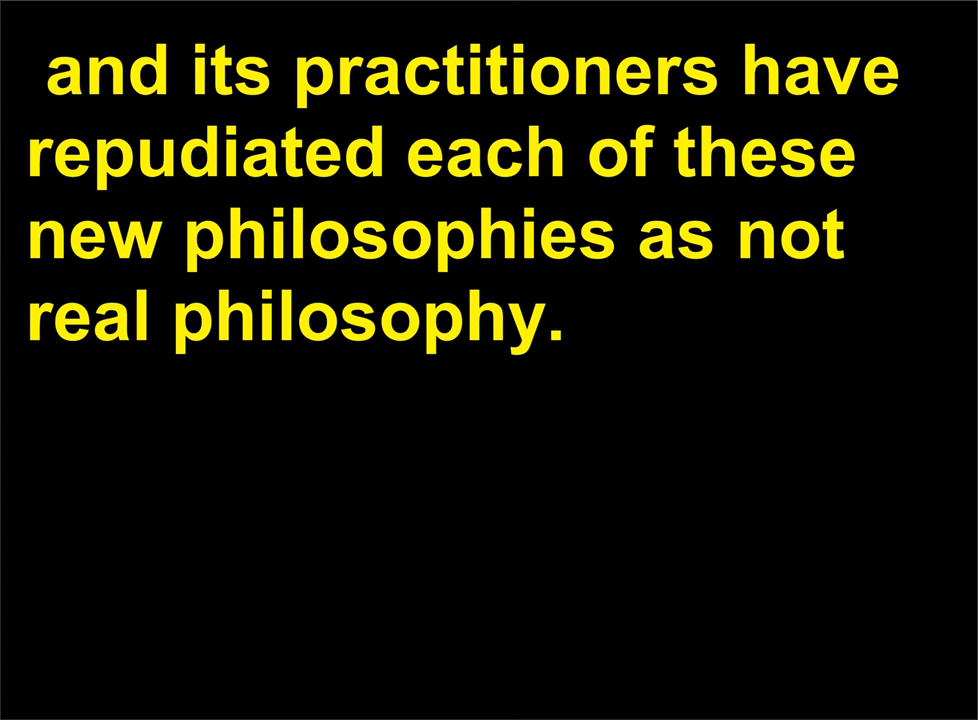 and its practitioners have
repudiated each of these
new philosophies as not
real philosophy.